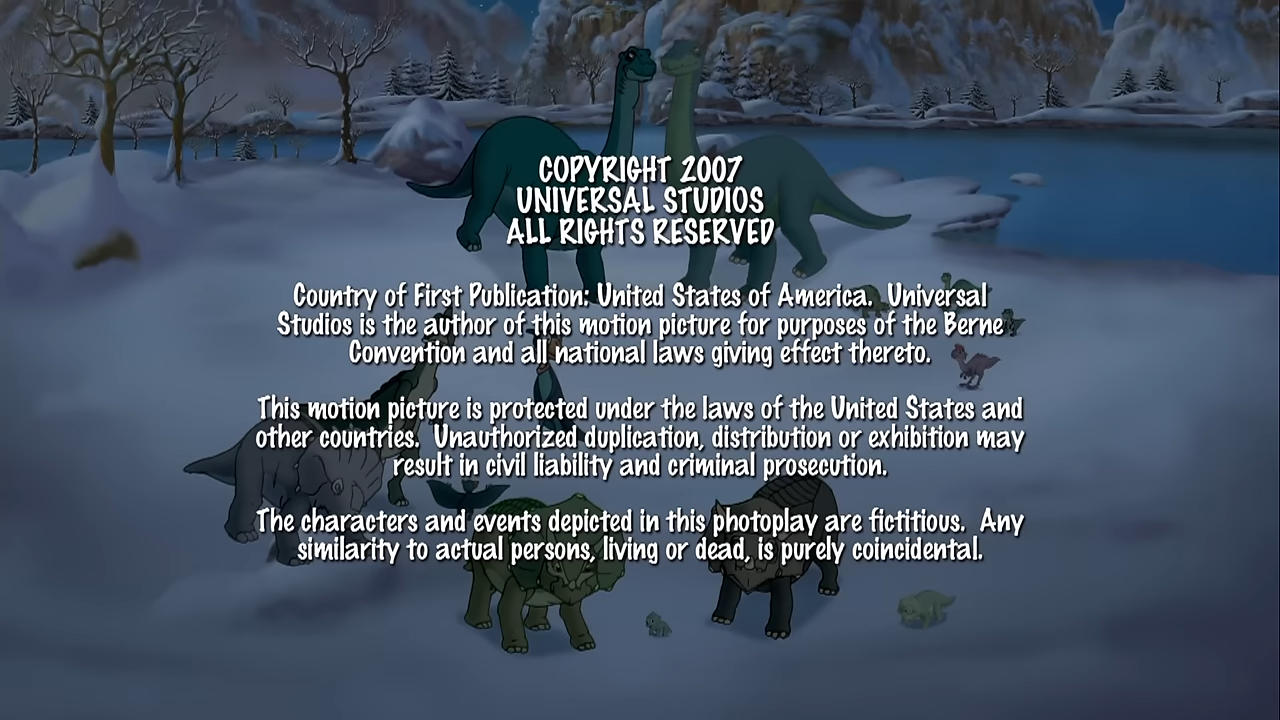 COPYRIGHT 2007
UNIVERSAL STUDIOS
ALL RIGHTS RESERVED
Country of First Publication: United States of America.  Universal
Studios is the author of this motion picture for purposes of the Berne
Convention and all national laws giving effect thereto.
This motion picture is protected under the laws of the United States and
other countries.  Unauthorized duplication, distribution or exhibition may
result in civil liability and criminal prosecution.
The characters and events depicted in this photoplay are fictitious.  Any
similarity to actual persons, living or dead, is purely coincidental.